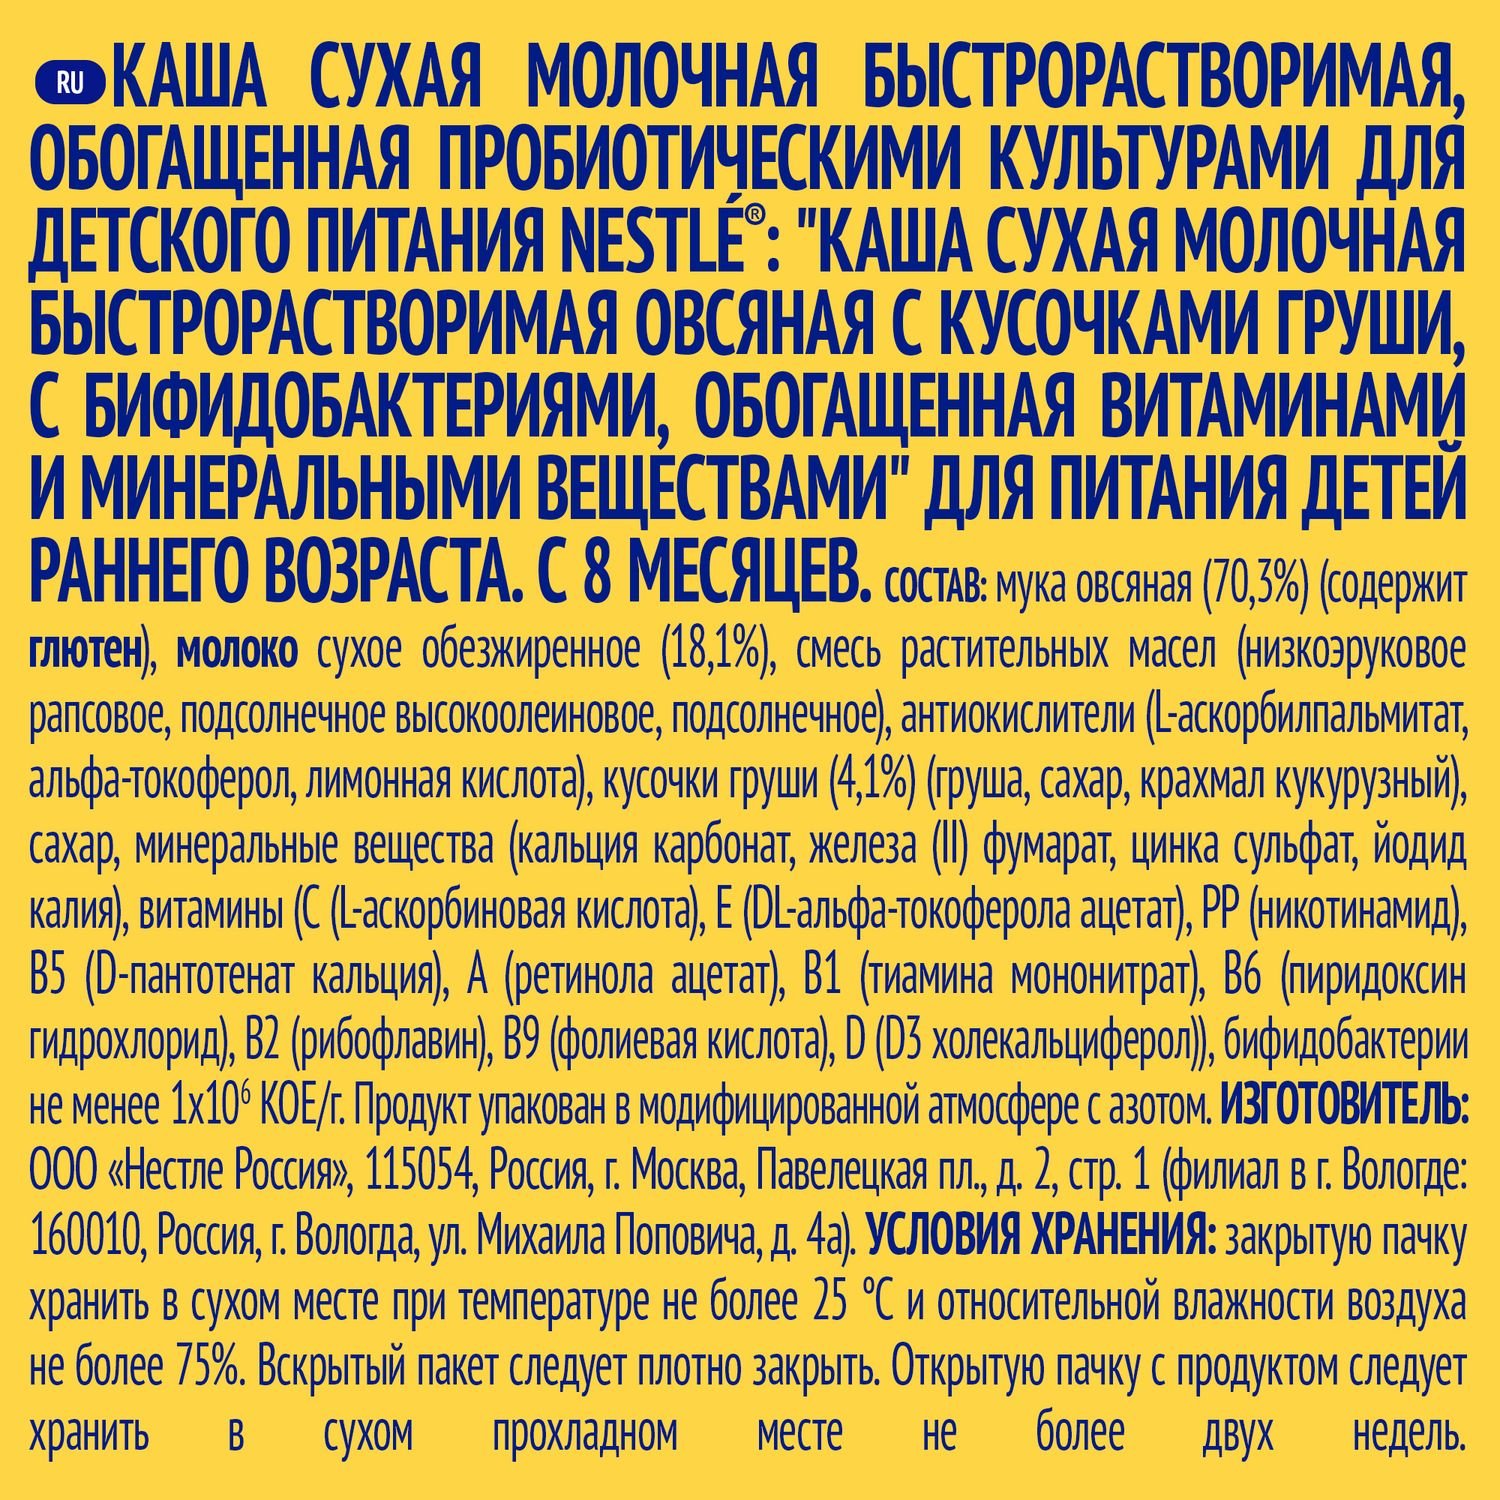 RU КАША СУХАЯ МОЛОЧНАЯ БЫСТРОРАСТВОРИМАЯ,
ОБОГАЩЕННАЯ ПРОБИОТИЧЕСКИМИ КУЛЬТУРАМИ ДЛЯ
ДЕТСКОГО ПИТАНИЯ NESTLÉ®: "КАША СУХАЯ МОЛОЧНАЯ
БЫСТРОРАСТВОРИМАЯ ОВСЯНАЯ С КУСОЧКАМИ ГРУШИ,
С БИФИДОБАКТЕРИЯМИ, ОБОГАЩЕННАЯ ВИТАМИНАМИ
И МИНЕРАЛЬНЫМИ ВЕЩЕСТВАМИ" ДЛЯ ПИТАНИЯ ДЕТЕЙ
РАННЕГО ВОЗРАСТА. С 8 МЕСЯЦЕВ. СОСТАВ: мука овсяная (70,3%) (содержит
глютен), молоко сухое обезжиренное (18,1%), смесь растительных масел (низкоэруковое
рапсовое, подсолнечное высокоолеиновое, подсолнечное), антиокислители (L-аскорбилпальмитат,
альфа-токоферол, лимонная кислота), кусочки груши (4,1%) (груша, сахар, крахмал кукурузный),
сахар, минеральные вещества (кальция карбонат, железа (II) фумарат, цинка сульфат, йодид
калия), витамины (C (L-аскорбиновая кислота), E (DL-альфа-токоферола ацетат), PP (никотинамид),
B5 (D-пантотенат кальция), A (ретинола ацетат), B1 (тиамина мононитрат), B6 (пиридоксин
гидрохлорид), B2 (рибофлавин), B9 (фолиевая кислота), D (D3 холекальциферол)), бифидобактерии
не менее 1x10⁶ КОЕ/г. Продукт упакован в модифицированной атмосфере с азотом. ИЗГОТОВИТЕЛЬ:
ООО «Нестле Россия», 115054, Россия, г. Москва, Павелецкая пл., д. 2, стр. 1 (филиал в г. Вологде:
160010, Россия, г. Вологда, ул. Михаила Поповича, д. 4а). УСЛОВИЯ ХРАНЕНИЯ: закрытую пачку
хранить в сухом месте при температуре не более 25 °C и относительной влажности воздуха
не более 75%. Вскрытый пакет следует плотно закрыть. Открытую пачку с продуктом следует
хранить в сухом прохладном месте не более двух недель.